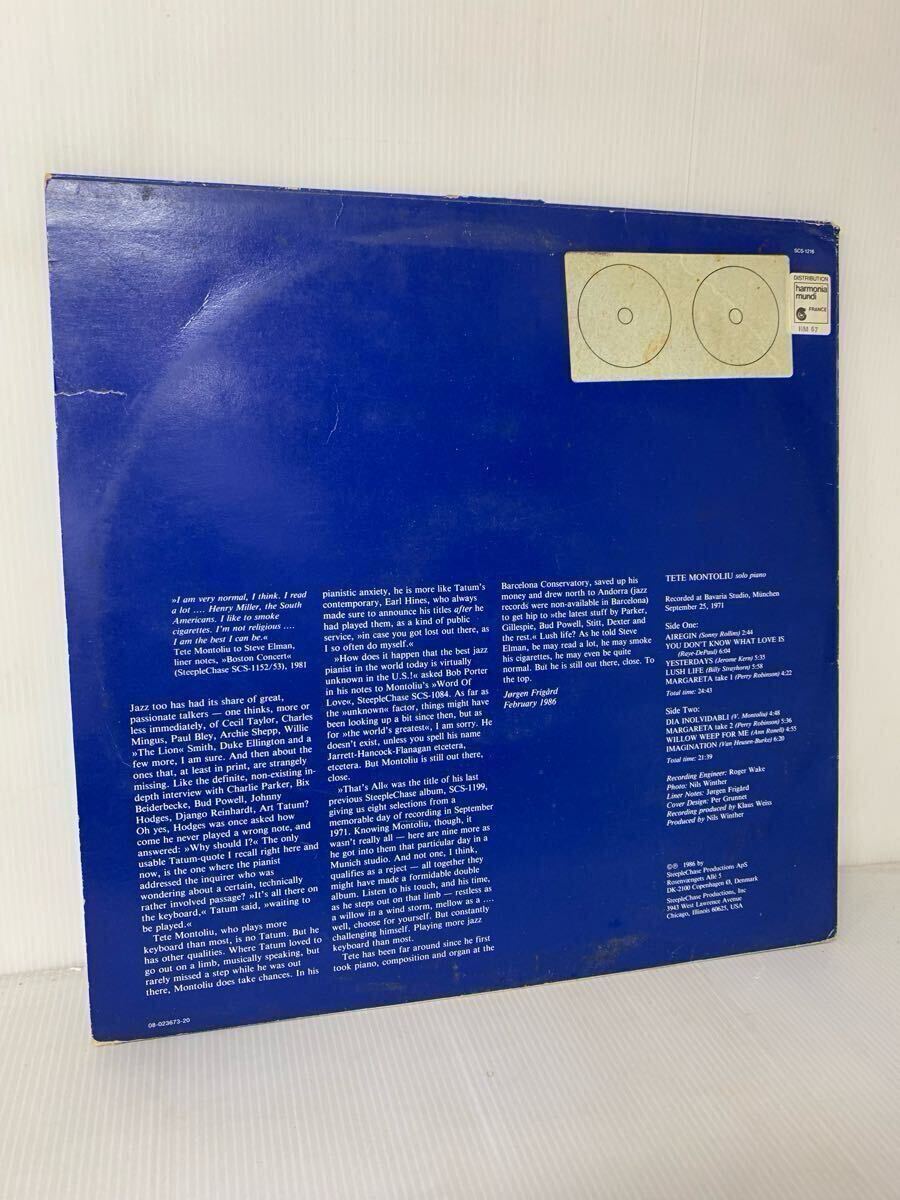 SCS-1216
DISTRIBUTION
harmonia
mundi
FRANCE
HM 67
»I am very normal, I think. I read
a lot .... Henry Miller, the South
Americans. I like to smoke
cigarettes. I'm not religious ....
I am the best I can be.«
Tete Montoliu to Steve Elman,
liner notes, »Boston Concert«
(SteepleChase SCS-1152/53), 1981
Jazz too has had its share of great,
passionate talkers — one thinks, more or
less immediately, of Cecil Taylor, Charles
Mingus, Paul Bley, Archie Shepp, Willie
»The Lion« Smith, Duke Ellington and a
few more, I am sure. And then about the
ones that, at least in print, are strangely
missing. Like the definite, non-existing in-
depth interview with Charlie Parker, Bix
Beiderbecke, Bud Powell, Johnny
Hodges, Django Reinhardt, Art Tatum?
Oh yes, Hodges was once asked how
come he never played a wrong note, and
answered: »Why should I?« The only
usable Tatum-quote I recall right here and
now, is the one where the pianist
addressed the inquirer who was
wondering about a certain, technically
rather involved passage? »It's all there on
the keyboard,« Tatum said, »waiting to
be played.«
Tete Montoliu, who plays more
keyboard than most, is no Tatum. But he
has other qualities. Where Tatum loved to
go out on a limb, musically speaking, but
rarely missed a step while he was out
there, Montoliu does take chances. In his
pianistic anxiety, he is more like Tatum's
contemporary, Earl Hines, who always
made sure to announce his titles after he
had played them, as a kind of public
service, »in case you got lost out there, as
I so often do myself.«
»How does it happen that the best jazz
pianist in the world today is virtually
unknown in the U.S.!« asked Bob Porter
in his notes to Montoliu's »Word Of
Love«, SteepleChase SCS-1084. As far as
the »unknown« factor, things might have
been looking up a bit since then, but as
for »the world's greatest«, I am sorry. He
doesn't exist, unless you spell his name
Jarrett-Hancock-Flanagan etcetera,
etcetera. But Montoliu is still out there,
close.
»That's All« was the title of his last
previous SteepleChase album, SCS-1199,
giving us eight selections from a
memorable day of recording in September
1971. Knowing Montoliu, though, it
wasn't really all — here are nine more as
he got into them that particular day in a
Munich studio. And not one, I think,
qualifies as a reject — all together they
might have made a formidable double
album. Listen to his touch, and his time,
as he steps out on that limb — restless as
a willow in a wind storm, mellow as a ....
well, choose for yourself. But constantly
challenging himself. Playing more jazz
keyboard than most.
Tete has been far around since he first
took piano, composition and organ at the
Barcelona Conservatory, saved up his
money and drew north to Andorra (jazz
records were non-available in Barcelona)
to get hip to »the latest stuff by Parker,
Gillespie, Bud Powell, Stitt, Dexter and
the rest.« Lush life? As he told Steve
Elman, be may read a lot, he may smoke
his cigarettes, he may even be quite
normal. But he is still out there, close. To
the top.
Jørgen Frigård
February 1986
TETE MONTOLIU solo piano
Recorded at Bavaria Studio, München
September 25, 1971
Side One:
AIREGIN (Sonny Rollins) 2:44
YOU DON'T KNOW WHAT LOVE IS
(Raye-DePaul) 6:04
YESTERDAYS (Jerome Kern) 5:35
LUSH LIFE (Billy Strayhorn) 5:58
MARGARETA take 1 (Perry Robinson) 4:22
Total time: 24:43
Side Two:
DIA INOLVIDABLI (V. Montoliu) 4:48
MARGARETA take 2 (Perry Robinson) 5:36
WILLOW WEEP FOR ME (Ann Ronell) 4:55
IMAGINATION (Van Heusen-Burke) 6:20
Total time: 21:39
Recording Engineer: Roger Wake
Photo: Nils Winther
Liner Notes: Jørgen Frigård
Cover Design: Per Grunnet
Recording produced by Klaus Weiss
Produced by Nils Winther
©℗ 1986 by
SteepleChase Productions ApS
Rosenvængets Allé 5
DK-2100 Copenhagen Ø, Denmark
SteepleChase Productions, Inc
3943 West Lawrence Avenue
Chicago, Illinois 60625, USA
08-023673-20